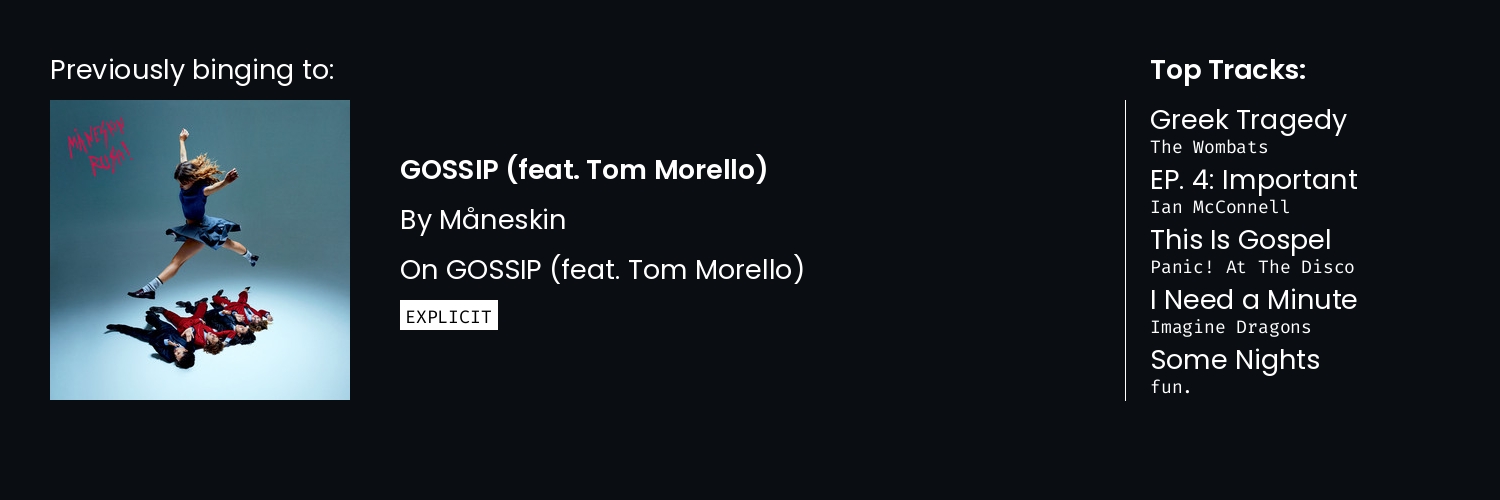 Previously binging to:
MÅNESKIN
RUSH!
GOSSIP (feat. Tom Morello)
By Måneskin
On GOSSIP (feat. Tom Morello)
EXPLICIT
Top Tracks:
Greek Tragedy
The Wombats
EP. 4: Important
Ian McConnell
This Is Gospel
Panic! At The Disco
I Need a Minute
Imagine Dragons
Some Nights
fun.